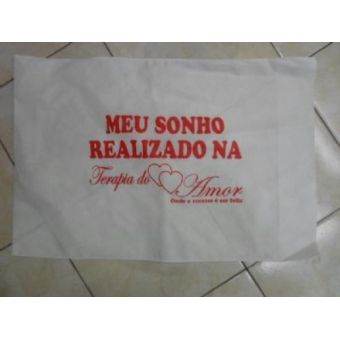 MEU SONHO
REALIZADO NA
Terapia do Amor
Onde o sucesso é ser feliz